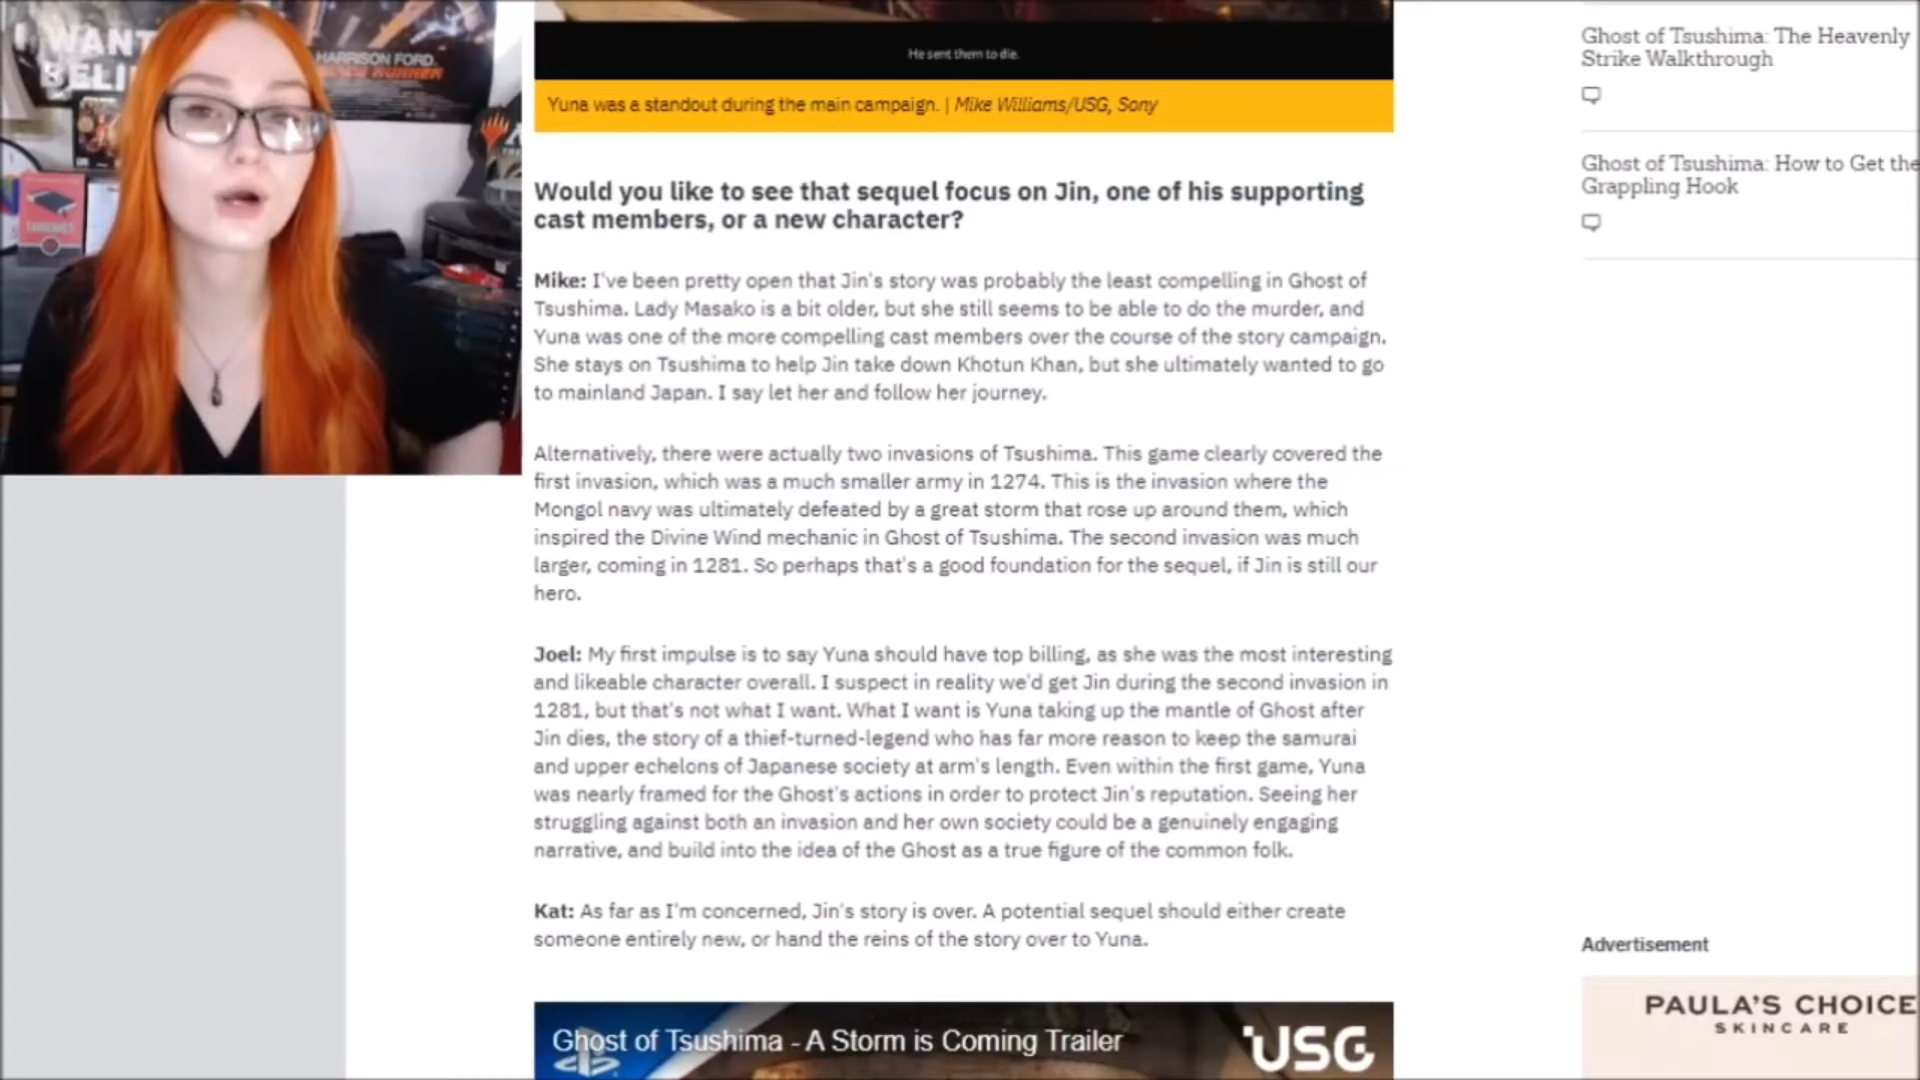 I WANT
BELI
HARRISON FORD
BLADE RUNNER
He sent them to die.
Yuna was a standout during the main campaign. | Mike Williams/USG, Sony
Would you like to see that sequel focus on Jin, one of his supporting
cast members, or a new character?
Mike: I've been pretty open that Jin's story was probably the least compelling in Ghost of
Tsushima. Lady Masako is a bit older, but she still seems to be able to do the murder, and
Yuna was one of the more compelling cast members over the course of the story campaign.
She stays on Tsushima to help Jin take down Khotun Khan, but she ultimately wanted to go
to mainland Japan. I say let her and follow her journey.
Alternatively, there were actually two invasions of Tsushima. This game clearly covered the
first invasion, which was a much smaller army in 1274. This is the invasion where the
Mongol navy was ultimately defeated by a great storm that rose up around them, which
inspired the Divine Wind mechanic in Ghost of Tsushima. The second invasion was much
larger, coming in 1281. So perhaps that's a good foundation for the sequel, if Jin is still our
hero.
Joel: My first impulse is to say Yuna should have top billing, as she was the most interesting
and likeable character overall. I suspect in reality we'd get Jin during the second invasion in
1281, but that's not what I want. What I want is Yuna taking up the mantle of Ghost after
Jin dies, the story of a thief-turned-legend who has far more reason to keep the samurai
and upper echelons of Japanese society at arm's length. Even within the first game, Yuna
was nearly framed for the Ghost's actions in order to protect Jin's reputation. Seeing her
struggling against both an invasion and her own society could be a genuinely engaging
narrative, and build into the idea of the Ghost as a true figure of the common folk.
Kat: As far as I'm concerned, Jin's story is over. A potential sequel should either create
someone entirely new, or hand the reins of the story over to Yuna.
Ghost of Tsushima - A Storm is Coming Trailer
USG
Ghost of Tsushima: The Heavenly
Strike Walkthrough
Ghost of Tsushima: How to Get the
Grappling Hook
Advertisement
PAULA'S CHOICE
SKINCARE